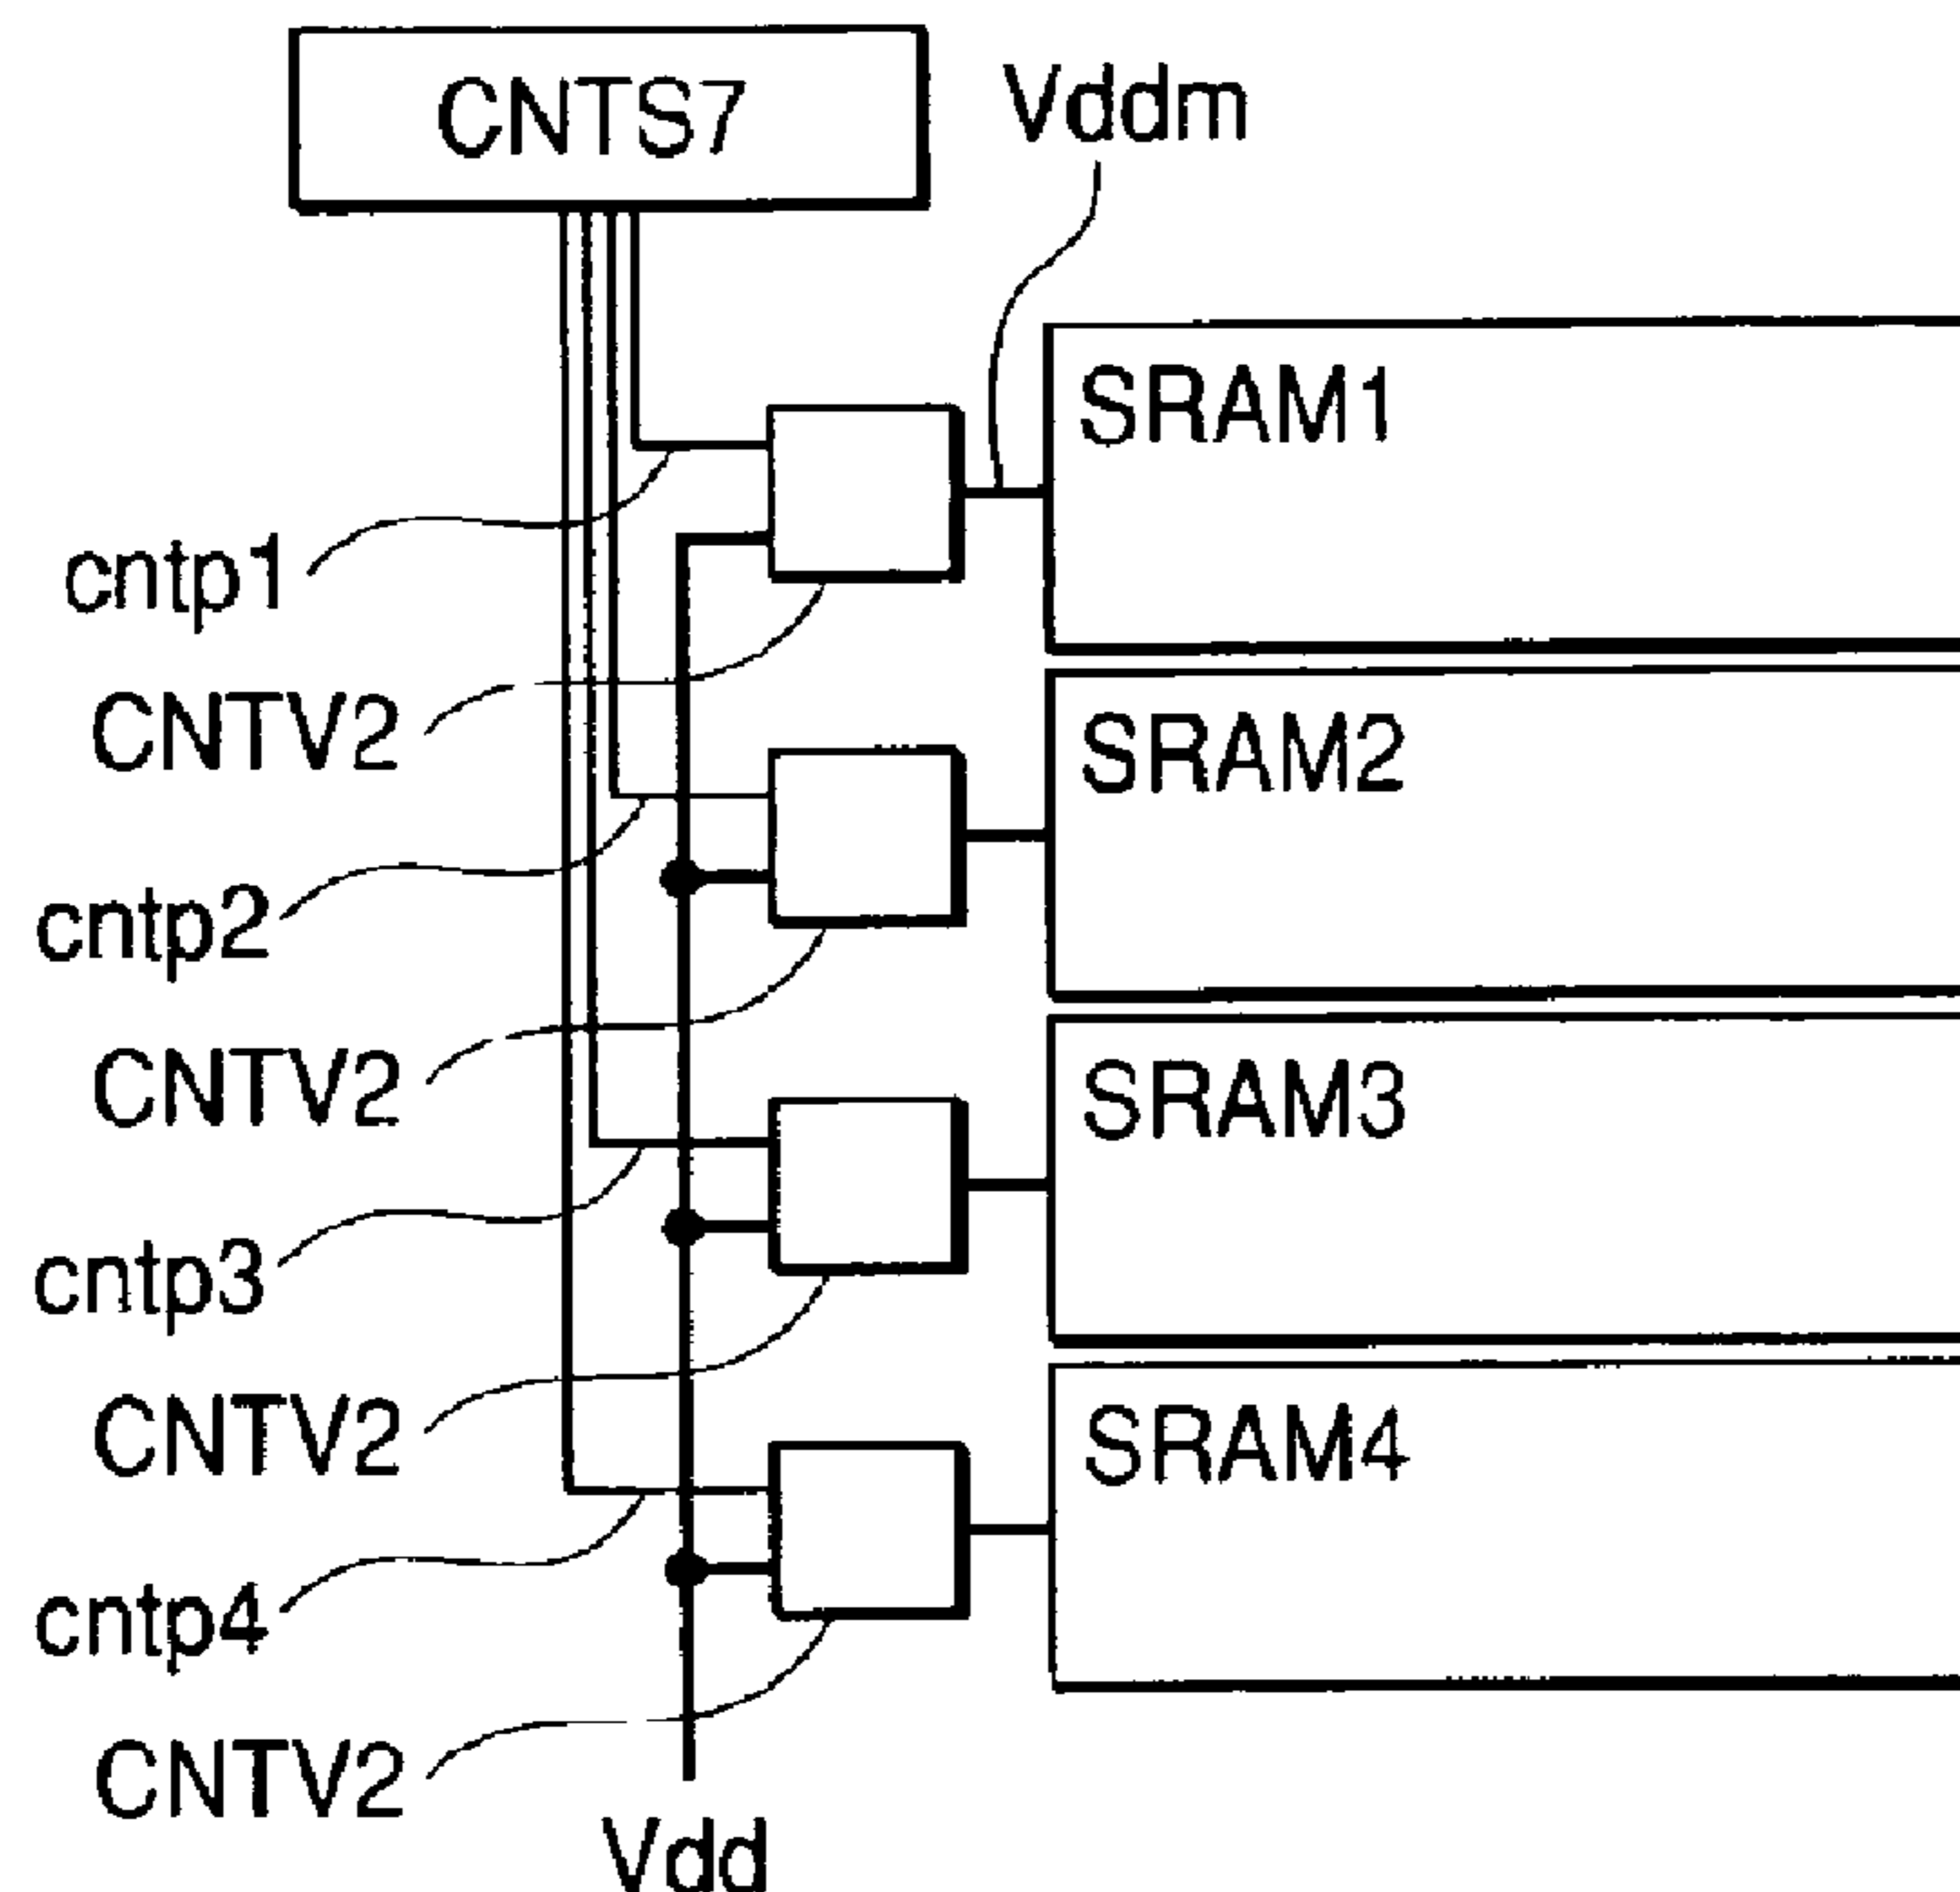 CNTS7
Vddm
SRAM1
cntp1
CNTV2
SRAM2
cntp2
CNTV2
SRAM3
cntp3
CNTV2
SRAM4
cntp4
CNTV2
Vdd